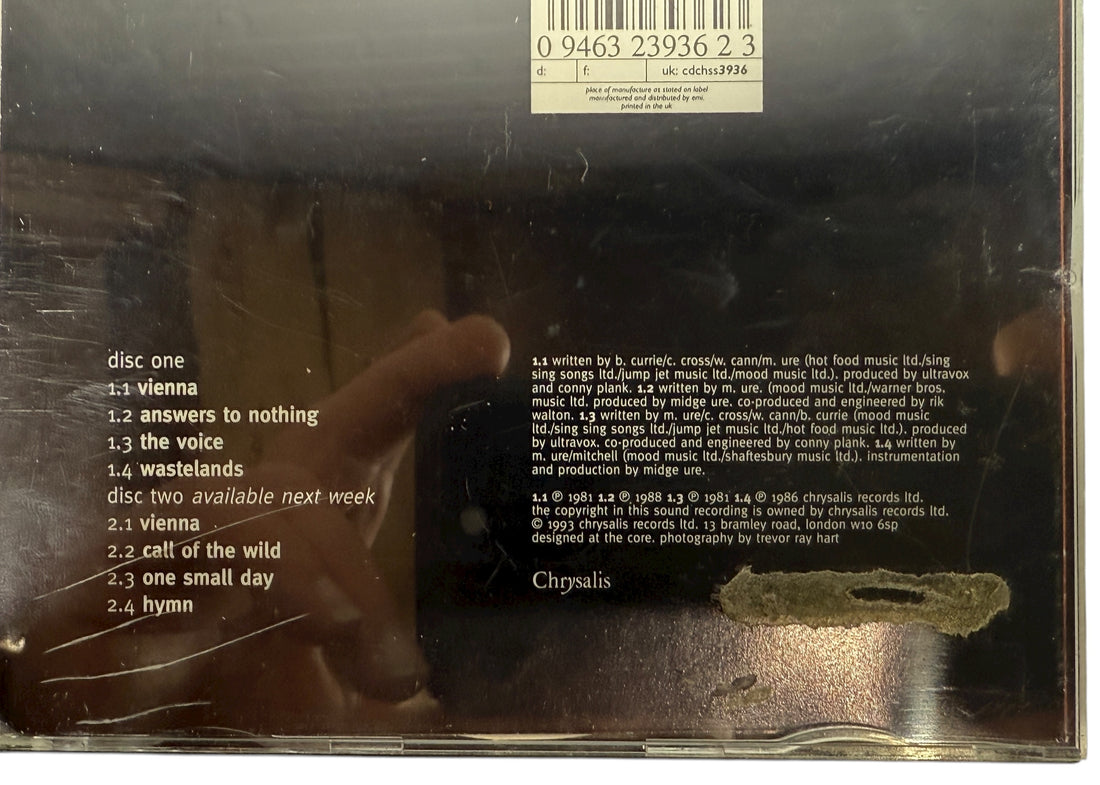 0 9463 23936 2 3
d: f: uk: cdchss3936
place of manufacture as stated on label
manufactured and distributed by emi.
printed in the uk
disc one
1.1 vienna
1.2 answers to nothing
1.3 the voice
1.4 wastelands
disc two available next week
2.1 vienna
2.2 call of the wild
2.3 one small day
2.4 hymn
1.1 written by b. currie/c. cross/w. cann/m. ure (hot food music ltd./sing
sing songs ltd./jump jet music ltd./mood music ltd.). produced by ultravox
and conny plank. 1.2 written by m. ure. (mood music ltd./warner bros.
music ltd. produced by midge ure. co-produced and engineered by rik
walton. 1.3 written by m. ure/c. cross/w. cann/b. currie (mood music
ltd./sing sing songs ltd./jump jet music ltd./hot food music ltd.). produced
by ultravox. co-produced and engineered by conny plank. 1.4 written by
m. ure/mitchell (mood music ltd./shaftesbury music ltd.). instrumentation
and production by midge ure.
1.1 ℗ 1981 1.2 ℗ 1988 1.3 ℗ 1981 1.4 ℗ 1986 chrysalis records ltd.
the copyright in this sound recording is owned by chrysalis records ltd.
© 1993 chrysalis records ltd. 13 bramley road, london w10 6sp
designed at the core. photography by trevor ray hart
Chrysalis